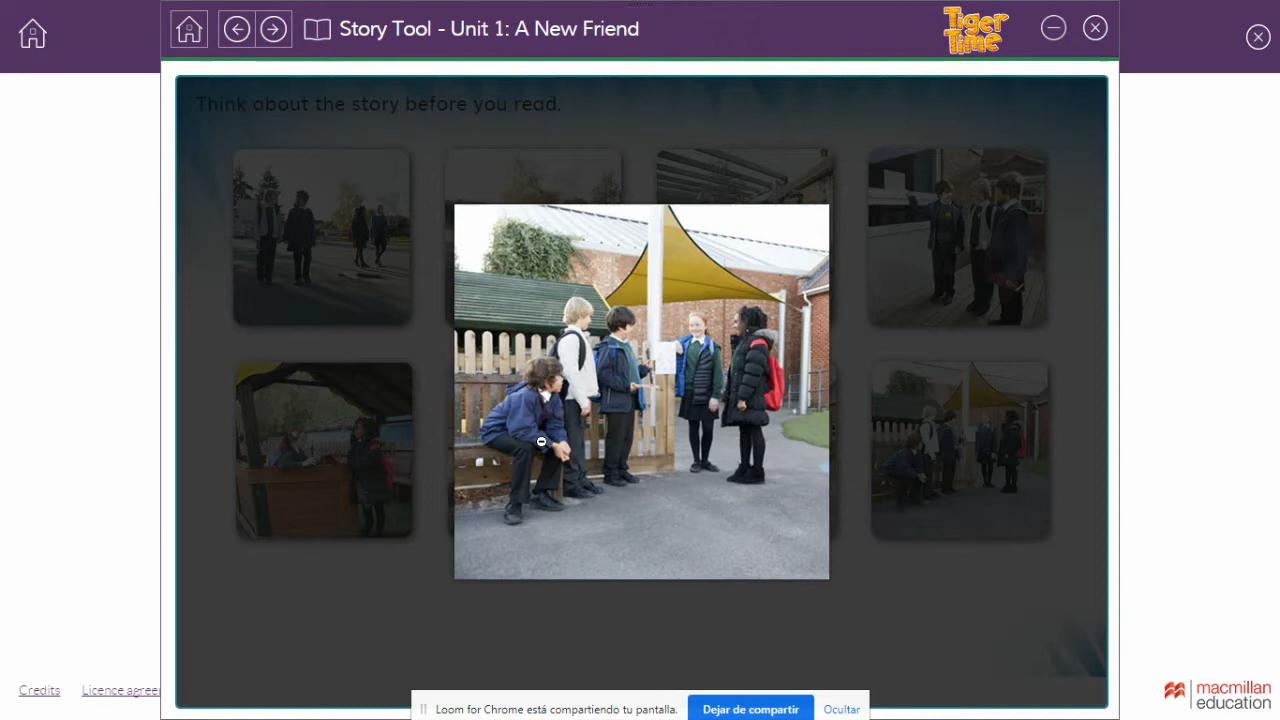 Story Tool - Unit 1: A New Friend
Tiger
Time
Think about the story before you read.
Credits
Licence agreer
Loom for Chrome está compartiendo tu pantalla.
Dejar de compartir
Ocultar
macmillan
education